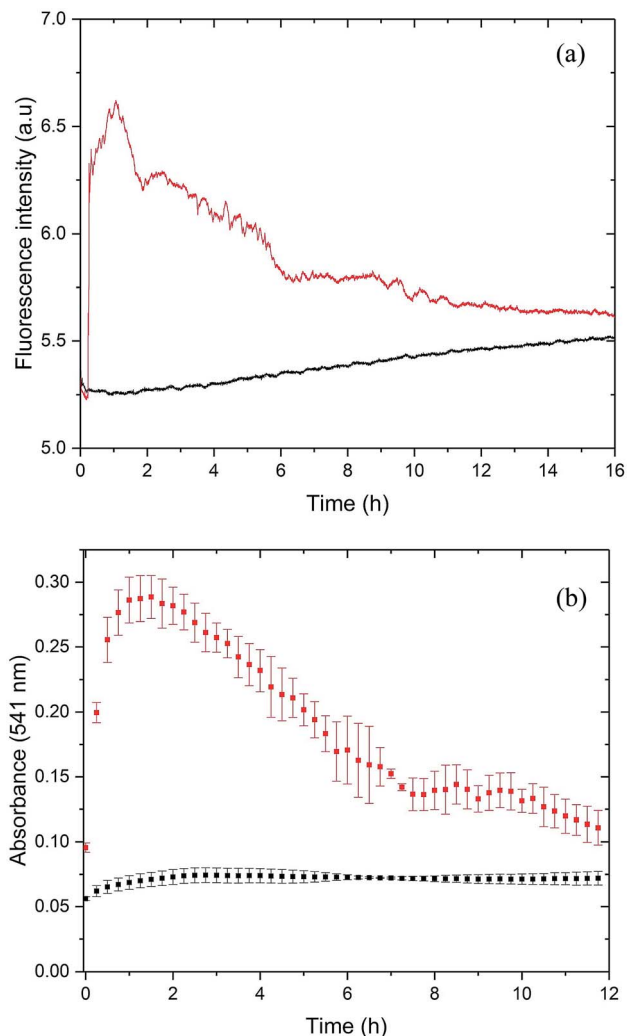 (a)
Fluorescence intensity (a.u)
7.0
6.5
6.0
5.5
5.0
0 2 4 6 8 10 12 14 16
Time (h)
(b)
Absorbance (541 nm)
0.30
0.25
0.20
0.15
0.10
0.05
0.00
0 2 4 6 8 10 12
Time (h)